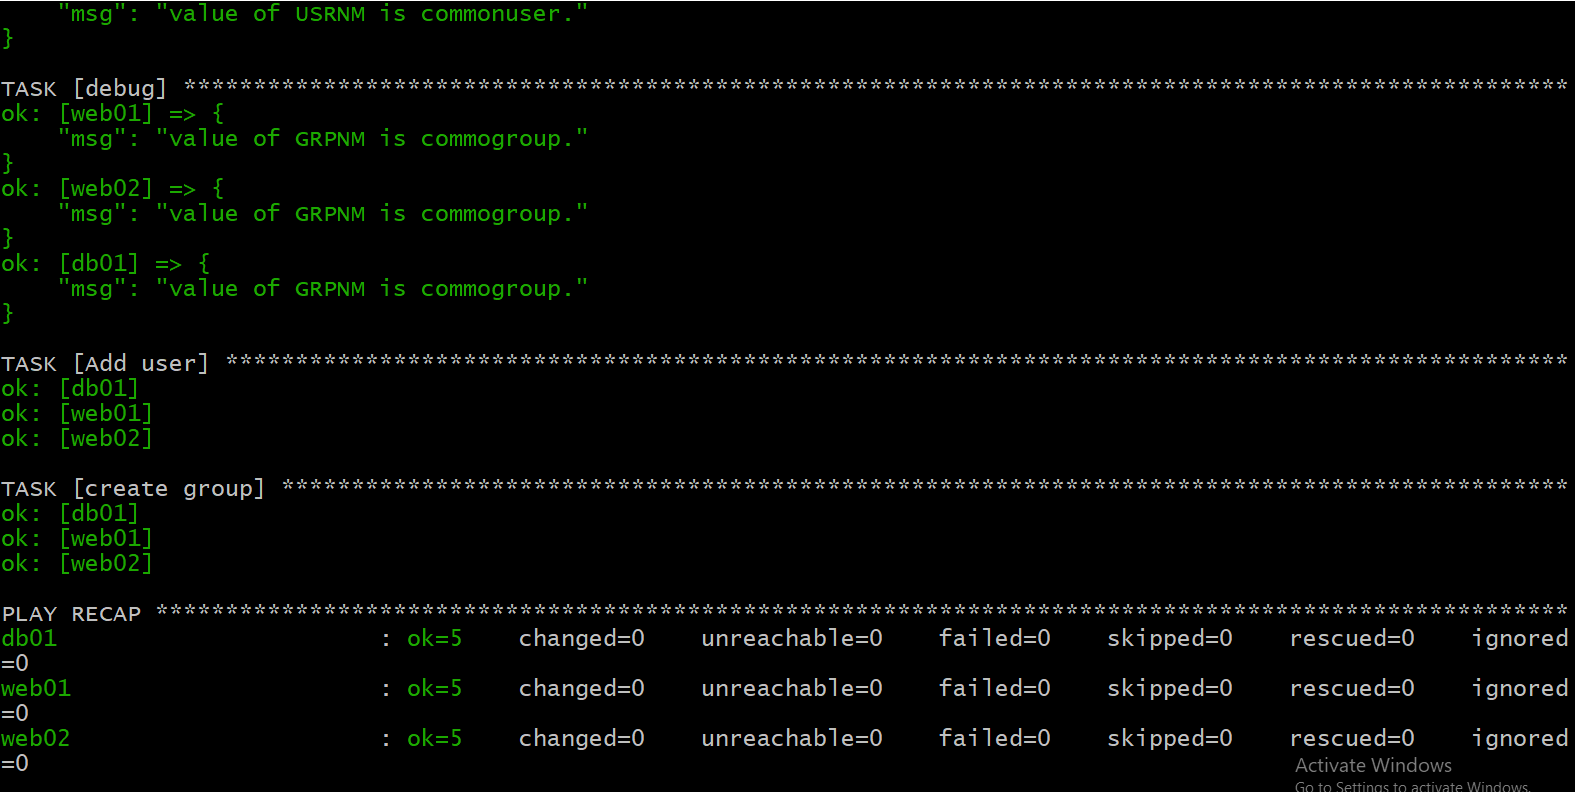 "msg": "value of USRNM is commonuser."
}
TASK [debug] ***************************************************************************************************
ok: [web01] => {
"msg": "value of GRPNM is commogroup."
}
ok: [web02] => {
"msg": "value of GRPNM is commogroup."
}
ok: [db01] => {
"msg": "value of GRPNM is commogroup."
}
TASK [Add user] ************************************************************************************************
ok: [db01]
ok: [web01]
ok: [web02]
TASK [create group] ********************************************************************************************
ok: [db01]
ok: [web01]
ok: [web02]
PLAY RECAP *****************************************************************************************************
db01 : ok=5 changed=0 unreachable=0 failed=0 skipped=0 rescued=0 ignored
=0
web01 : ok=5 changed=0 unreachable=0 failed=0 skipped=0 rescued=0 ignored
=0
web02 : ok=5 changed=0 unreachable=0 failed=0 skipped=0 rescued=0 ignored
=0
Activate Windows
Go to Settings to activate Windows.